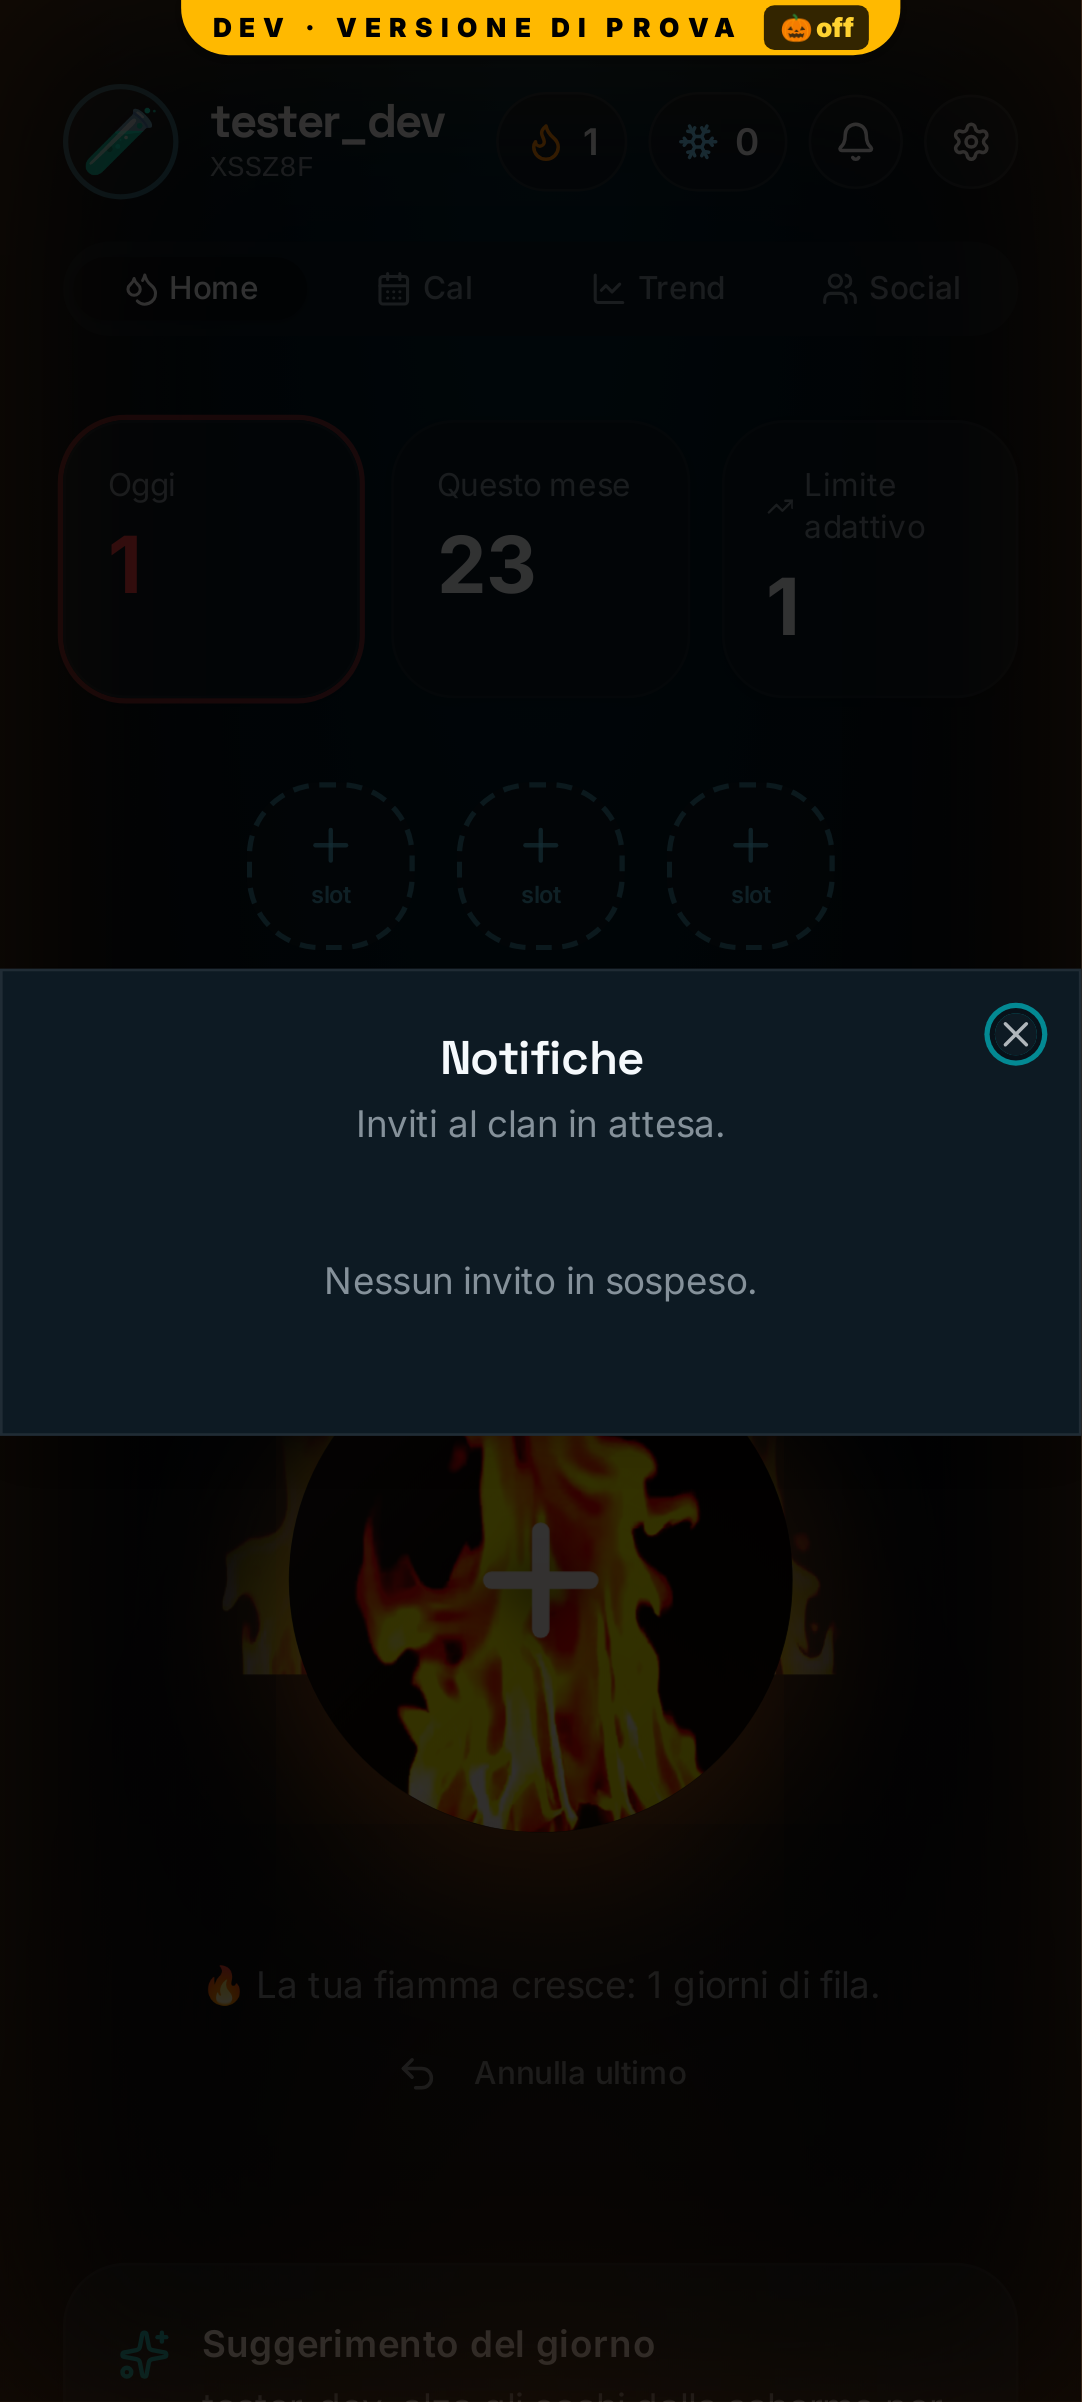 DEV · VERSIONE DI PROVA 🎃 off
tester_dev
XSSZ8F
1
0
Home
Cal
Trend
Social
Oggi
1
Questo mese
23
Limite
adattivo
1
slot
slot
slot
Notifiche
Inviti al clan in attesa.
Nessun invito in sospeso.
🔥 La tua fiamma cresce: 1 giorni di fila.
Annulla ultimo
Suggerimento del giorno